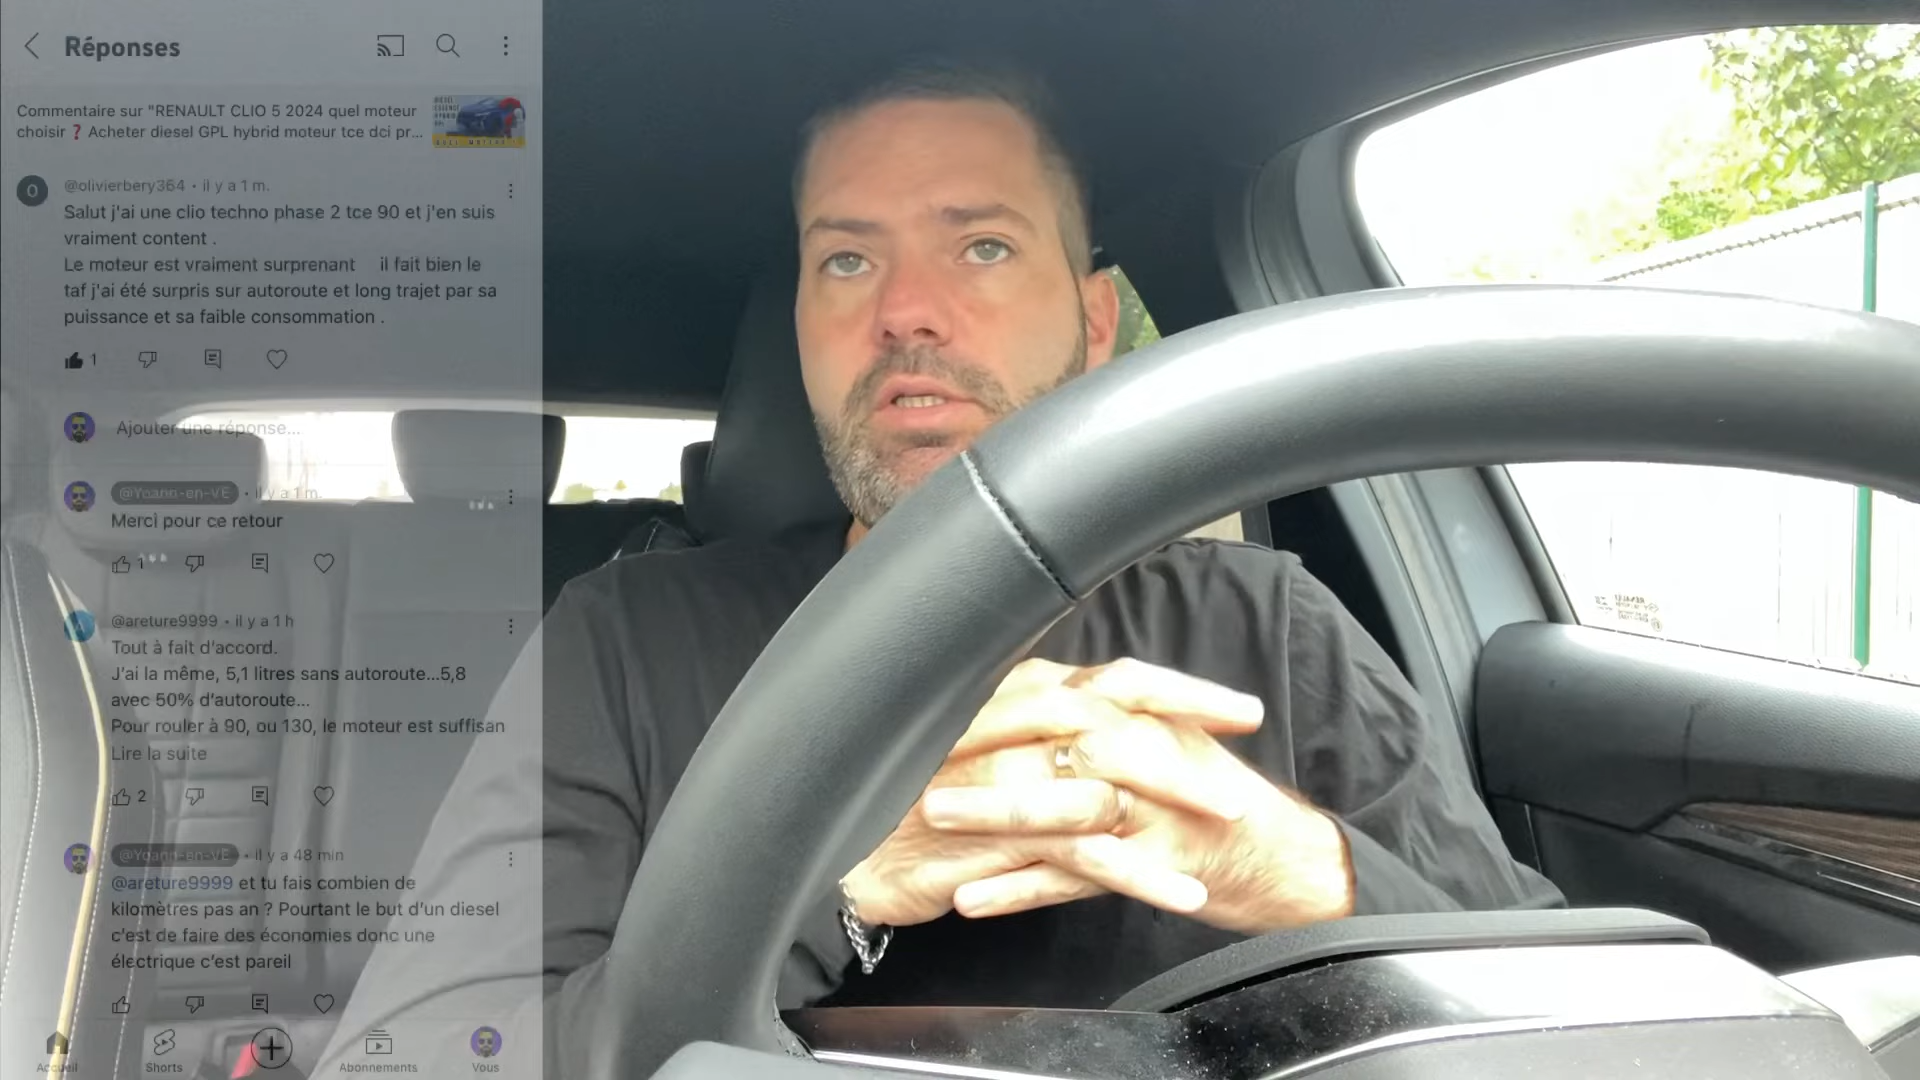 Réponses
Commentaire sur "RENAULT CLIO 5 2024 quel moteur
choisir ❓ Acheter diesel GPL hybrid moteur tce dci pr...
O
@olivierbery364 • il y a 1 m.
Salut j'ai une clio techno phase 2 tce 90 et j'en suis
vraiment content .
Le moteur est vraiment surprenant il fait bien le
taf j'ai été surpris sur autoroute et long trajet par sa
puissance et sa faible consommation .
1
Ajouter une réponse...
@Yoann-en-VE • il y a 1 m.
Merci pour ce retour
1
@areture9999 • il y a 1 h
Tout à fait d'accord.
J'ai la même, 5,1 litres sans autoroute...5,8
avec 50% d'autoroute...
Pour rouler à 90, ou 130, le moteur est suffisan
Lire la suite
2
@Yoann-en-VE • il y a 48 min
@areture9999 et tu fais combien de
kilomètres pas an ? Pourtant le but d'un diesel
c'est de faire des économies donc une
électrique c'est pareil
Accueil
Shorts
Abonnements
Vous